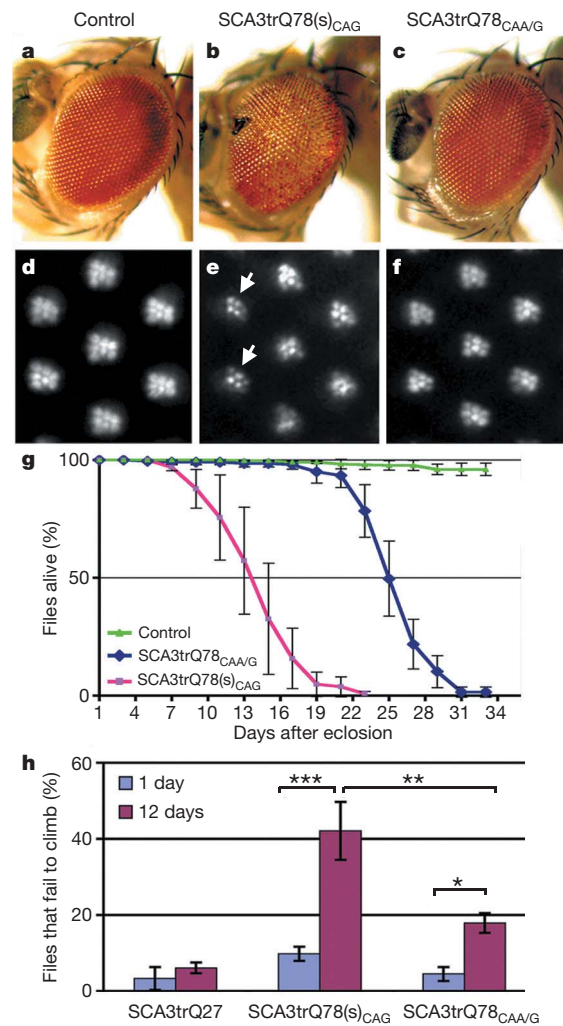 Control SCA3trQ78(s)CAG SCA3trQ78CAA/G
a b c
d e f
g
100
50
0
Files alive (%)
Control
SCA3trQ78CAA/G
SCA3trQ78(s)CAG
1 4 7 10 13 16 19 22 25 28 31 34
Days after eclosion
h
60
40
20
0
Files that fail to climb (%)
1 day
12 days
*** **
*
SCA3trQ27 SCA3trQ78(s)CAG SCA3trQ78CAA/G